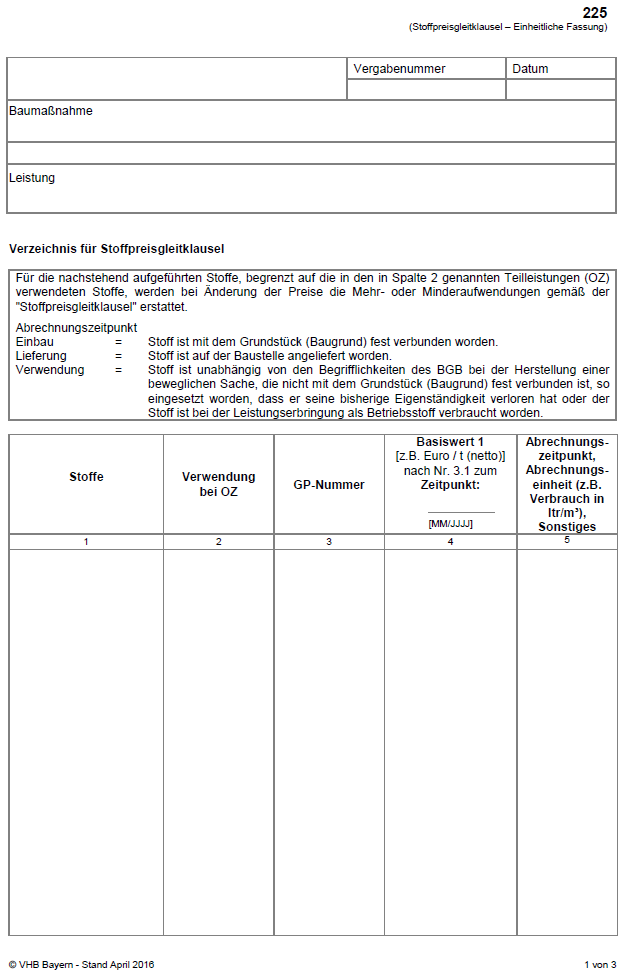 225
(Stoffpreisgleitklausel – Einheitliche Fassung)
Vergabenummer Datum
Baumaßnahme
Leistung
Verzeichnis für Stoffpreisgleitklausel
Für die nachstehend aufgeführten Stoffe, begrenzt auf die in den in Spalte 2 genannten Teilleistungen (OZ)
verwendeten Stoffe, werden bei Änderung der Preise die Mehr- oder Minderaufwendungen gemäß der
"Stoffpreisgleitklausel" erstattet.
Abrechnungszeitpunkt
Einbau = Stoff ist mit dem Grundstück (Baugrund) fest verbunden worden.
Lieferung = Stoff ist auf der Baustelle angeliefert worden.
Verwendung = Stoff ist unabhängig von den Begrifflichkeiten des BGB bei der Herstellung einer
beweglichen Sache, die nicht mit dem Grundstück (Baugrund) fest verbunden ist, so
eingesetzt worden, dass er seine bisherige Eigenständigkeit verloren hat oder der
Stoff ist bei der Leistungserbringung als Betriebsstoff verbraucht worden.
Stoffe
Verwendung
bei OZ
GP-Nummer
Basiswert 1
[z.B. Euro / t (netto)]
nach Nr. 3.1 zum
Zeitpunkt:
[MM/JJJJ]
Abrechnungs-
zeitpunkt,
Abrechnungs-
einheit (z.B.
Verbrauch in
ltr/m³),
Sonstiges
1 2 3 4 5
© VHB Bayern - Stand April 2016 1 von 3